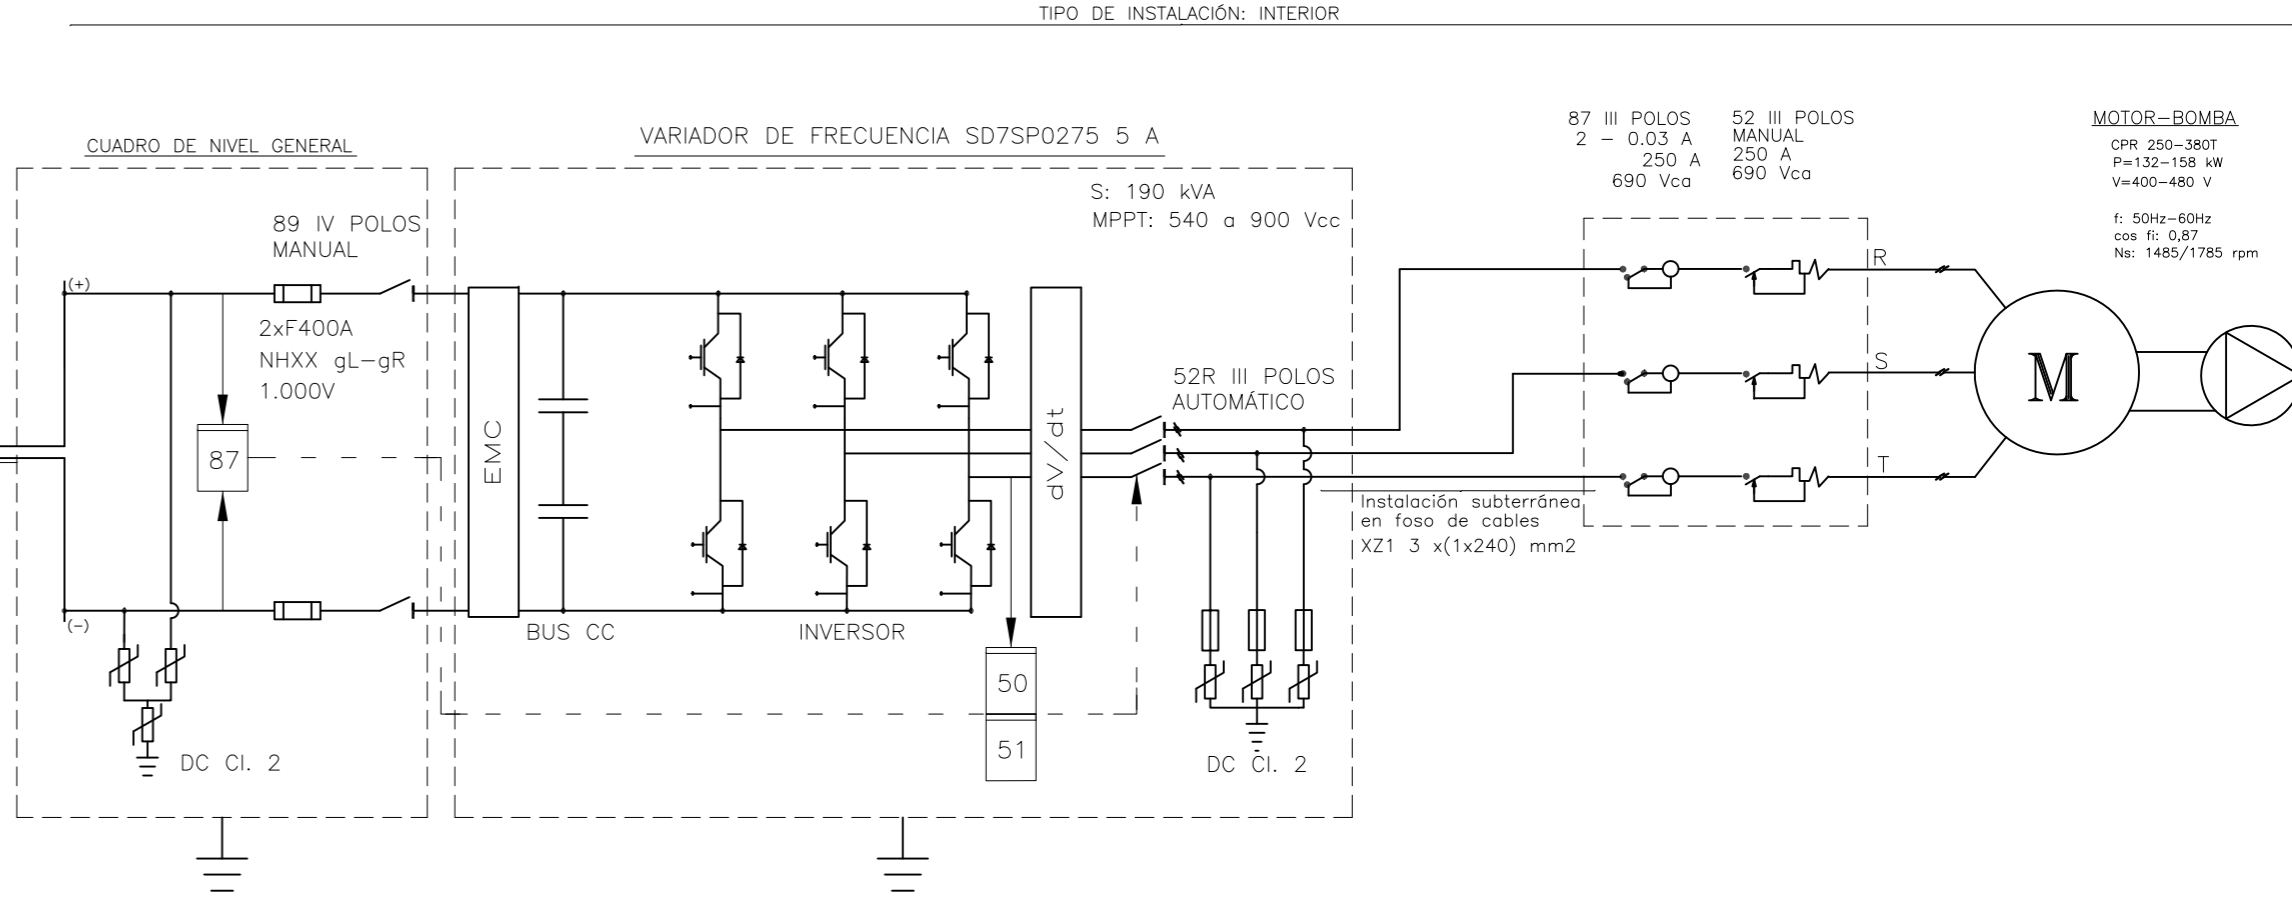 TIPO DE INSTALACIÓN: INTERIOR
CUADRO DE NIVEL GENERAL
89 IV POLOS
MANUAL
(+)
2xF400A
NHXX gL-gR
1.000V
87
(-)
DC Cl. 2
VARIADOR DE FRECUENCIA SD7SP0275 5 A
S: 190 kVA
MPPT: 540 a 900 Vcc
EMC
BUS CC
INVERSOR
dV/dt
52R III POLOS
AUTOMÁTICO
50
51
DC Cl. 2
Instalación subterránea
en foso de cables
XZ1 3 x(1x240) mm2
87 III POLOS
2 - 0.03 A
250 A
690 Vca
52 III POLOS
MANUAL
250 A
690 Vca
R
S
T
M
MOTOR-BOMBA
CPR 250-380T
P=132-158 kW
V=400-480 V
f: 50Hz-60Hz
cos fi: 0,87
Ns: 1485/1785 rpm